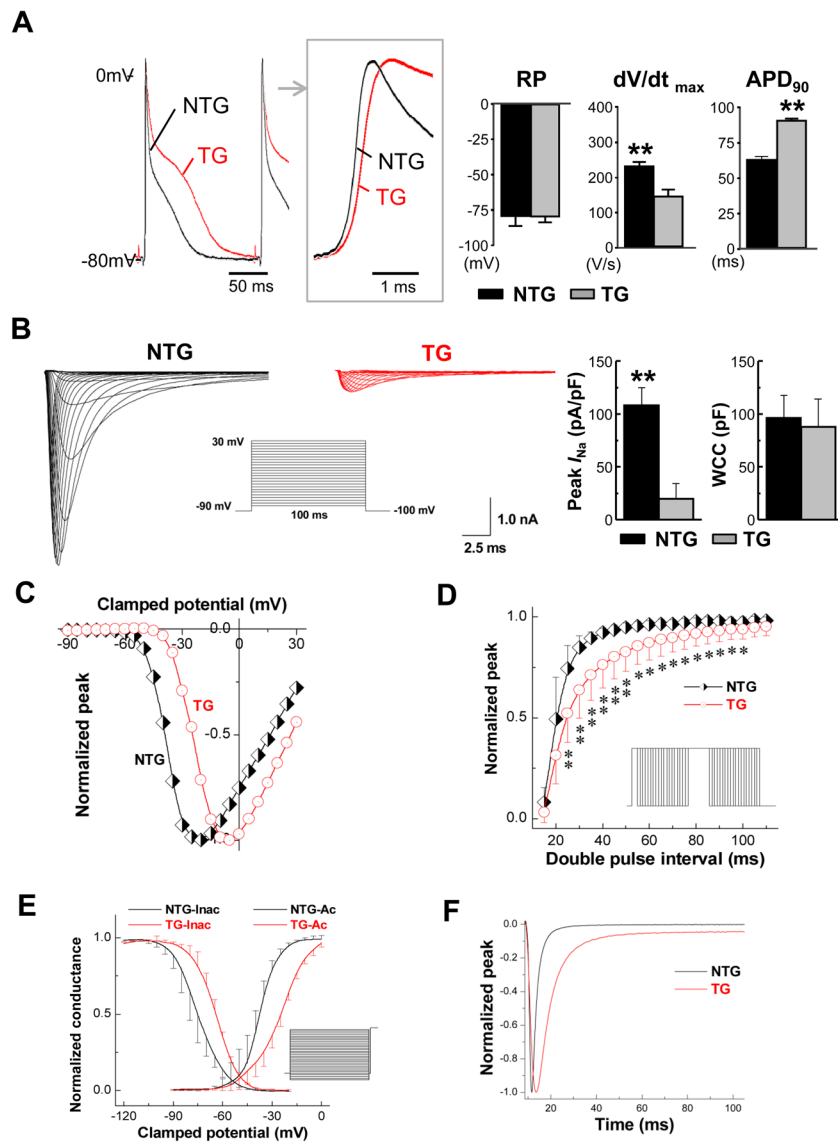 A
0mV
NTG
TG
-80mV
50 ms
NTG
TG
1 ms
RP
0
-25
-50
-75
-100
(mV)
dV/dt max
400
300
200
100
0
(V/s)
**
APD90
100
75
50
25
0
(ms)
**
NTG TG
B
NTG
TG
30 mV
-90 mV
100 ms
-100 mV
1.0 nA
2.5 ms
Peak INa (pA/pF)
150
100
50
0
**
WCC (pF)
150
100
50
0
NTG TG
C
Clamped potential (mV)
-90 -60 -30 0 30
0.0
-0.5
Normalized peak
NTG
TG
D
Normalized peak
1.0
0.5
0.0
NTG
TG
20 40 60 80 100
Double pulse interval (ms)
E
NTG-Inac NTG-Ac
TG-Inac TG-Ac
Normalized conductance
1.0
0.5
0.0
-120 -90 -60 -30 0
Clamped potential (mV)
F
Normalized peak
0.0
-0.2
-0.4
-0.6
-0.8
-1.0
NTG
TG
20 40 60 80 100
Time (ms)